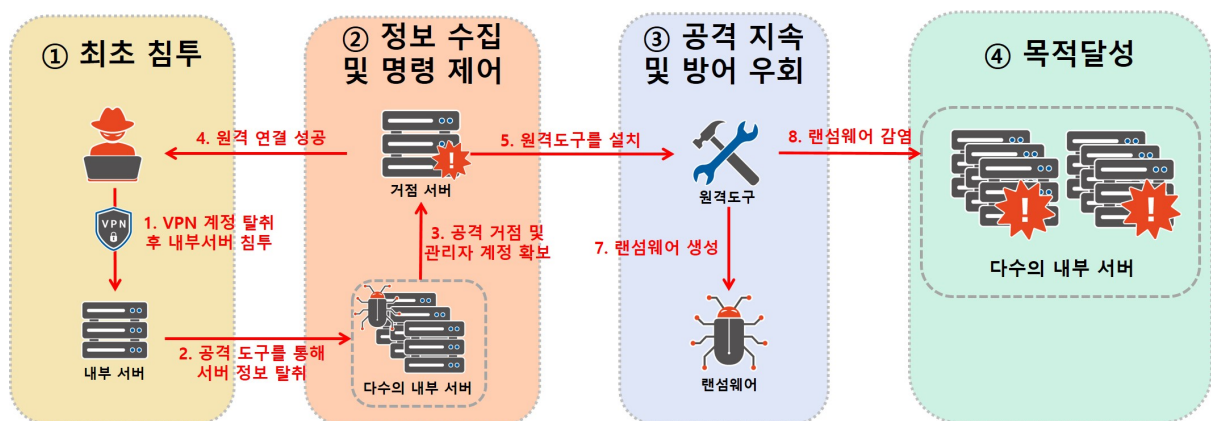 ① 최초 침투
4. 원격 연결 성공
VPN
1. VPN 계정 탈취
후 내부서버 침투
내부 서버
2. 공격 도구를 통해
서버 정보 탈취
② 정보 수집
및 명령 제어
거점 서버
3. 공격 거점 및
관리자 계정 확보
다수의 내부 서버
5. 원격도구를 설치
③ 공격 지속
및 방어 우회
원격도구
7. 랜섬웨어 생성
랜섬웨어
8. 랜섬웨어 감염
④ 목적달성
다수의 내부 서버